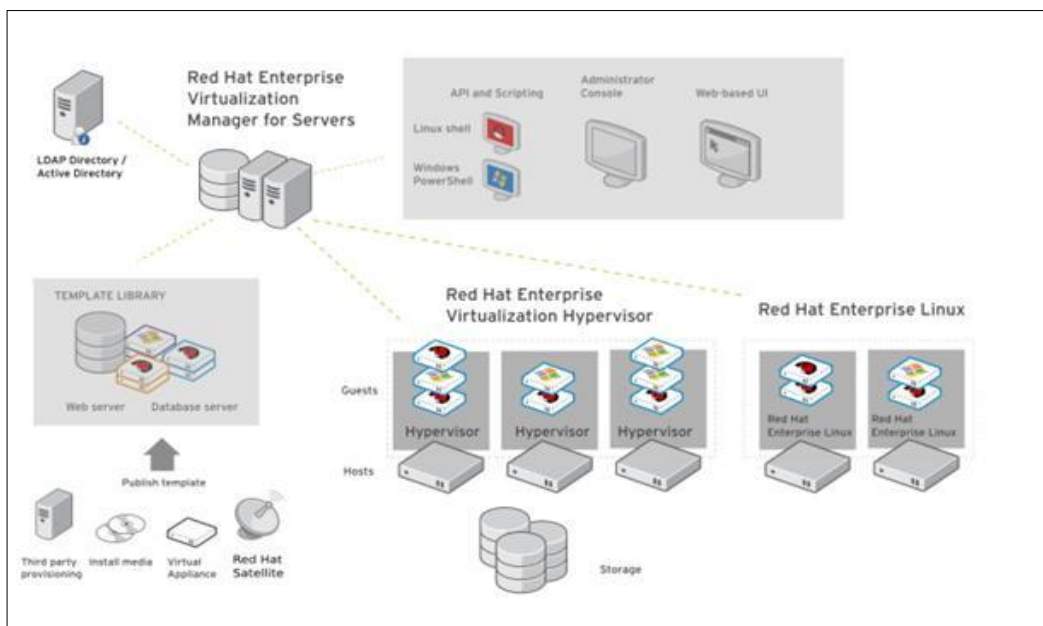 Red Hat Enterprise
Virtualization
Manager for Servers
LDAP Directory /
Active Directory
API and Scripting
Administrator
Console
Web-based UI
Linux shell
Windows
PowerShell
TEMPLATE LIBRARY
Web server
Database server
Publish template
Third party
provisioning
Install media
Virtual
Appliance
Red Hat
Satellite
Red Hat Enterprise
Virtualization Hypervisor
Red Hat Enterprise Linux
Guests
Hypervisor
Hypervisor
Hypervisor
Red Hat
Enterprise Linux
Red Hat
Enterprise Linux
Hosts
Storage